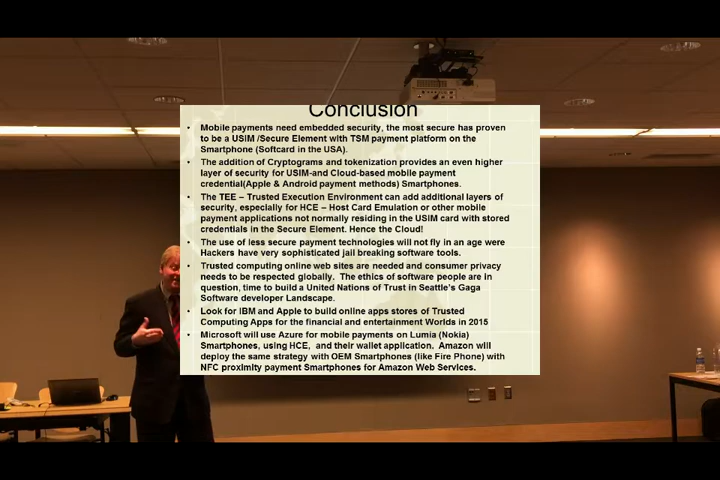 Conclusion
• Mobile payments need embedded security, the most secure has proven
to be a USIM /Secure Element with TSM payment platform on the
Smartphone (Softcard in the USA).
• The addition of Cryptograms and tokenization provides an even higher
layer of security for USIM-and Cloud-based mobile payment
credential(Apple & Android payment methods) Smartphones.
• The TEE – Trusted Execution Environment can add additional layers of
security, especially for HCE – Host Card Emulation or other mobile
payment applications not normally residing in the USIM card with stored
credentials in the Secure Element. Hence the Cloud!
• The use of less secure payment technologies will not fly in an age were
Hackers have very sophisticated jail breaking software tools.
• Trusted computing online web sites are needed and consumer privacy
needs to be respected globally. The ethics of software people are in
question, time to build a United Nations of Trust in Seattle's Gaga
Software developer Landscape.
• Look for IBM and Apple to build online apps stores of Trusted
Computing Apps for the financial and entertainment Worlds in 2015
• Microsoft will use Azure for mobile payments on Lumia (Nokia)
Smartphones, using HCE, and their wallet application. Amazon will
deploy the same strategy with OEM Smartphones (like Fire Phone) with
NFC proximity payment Smartphones for Amazon Web Services.